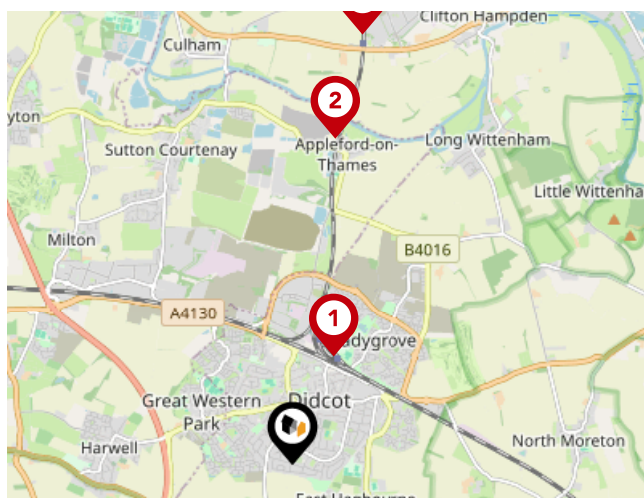 Clifton Hampden
Culham
2
Appleford-on-
Thames
Sutton Courtenay
Long Wittenham
Little Wittenha
Milton
B4016
A4130
1
dygrove
Didcot
Great Western
Park
Harwell
North Moreton